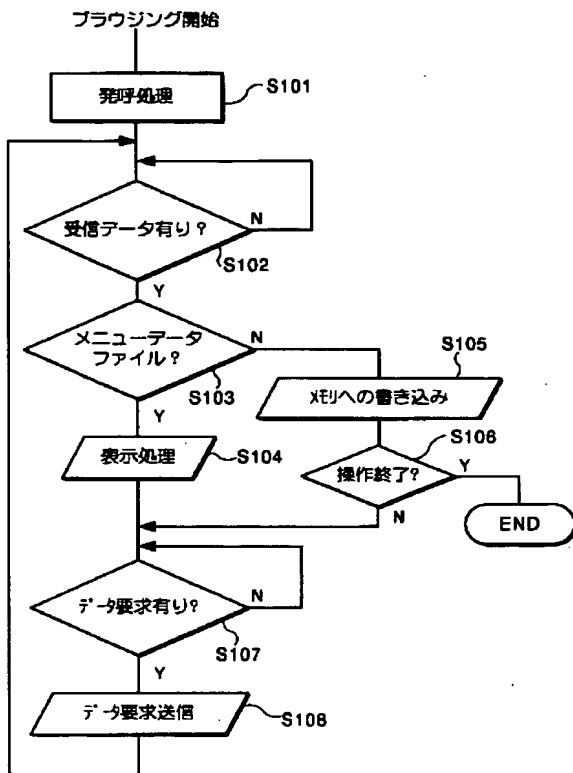 ブラウジング開始
発呼処理
S101
受信データ有り?
N
S102
Y
メニューデータ
ファイル?
N
S103
Y
S105
メモリへの書き込み
表示処理
S104
S106
操作終了?
Y
N
END
データ要求有り?
N
S107
Y
データ要求送信
S108